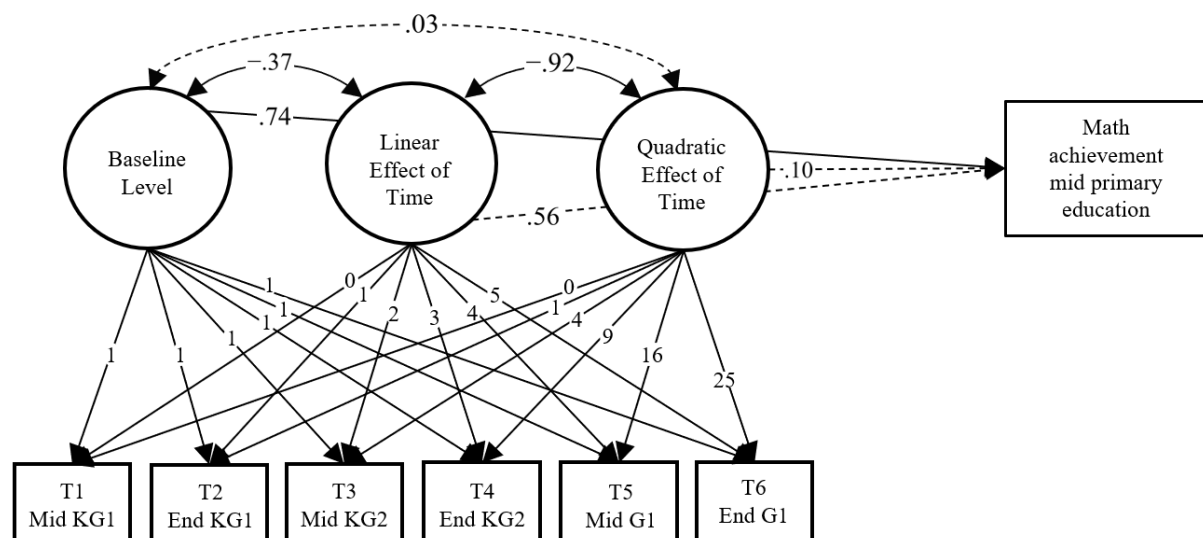 .03
−.37
−.92
.74
Baseline
Level
Linear
Effect of
Time
Quadratic
Effect of
Time
Math
achievement
mid primary
education
.10
.56
1
1
1
1
1
1
0
1
2
3
4
5
0
1
4
9
16
25
T1
Mid KG1
T2
End KG1
T3
Mid KG2
T4
End KG2
T5
Mid G1
T6
End G1